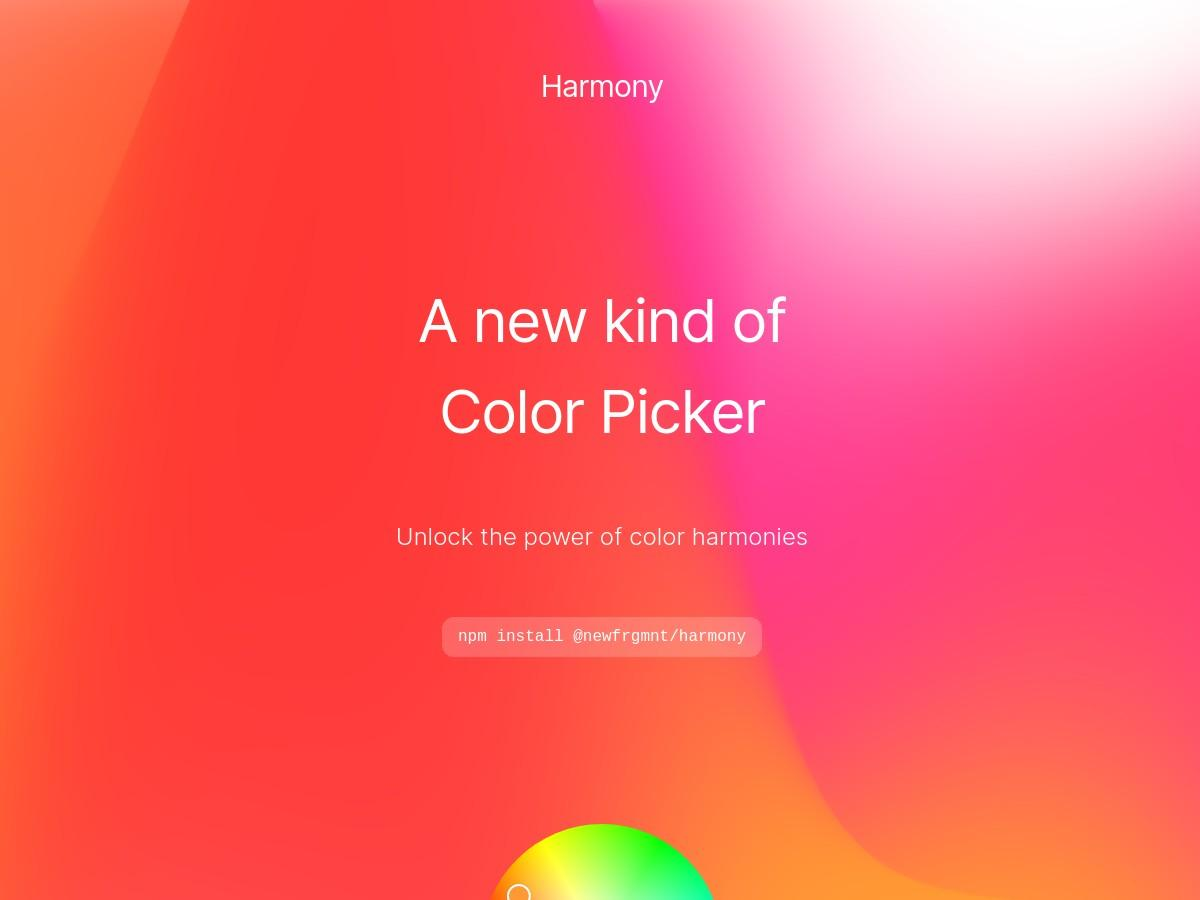 Harmony
A new kind of
Color Picker
Unlock the power of color harmonies
npm install @newfrgmnt/harmony